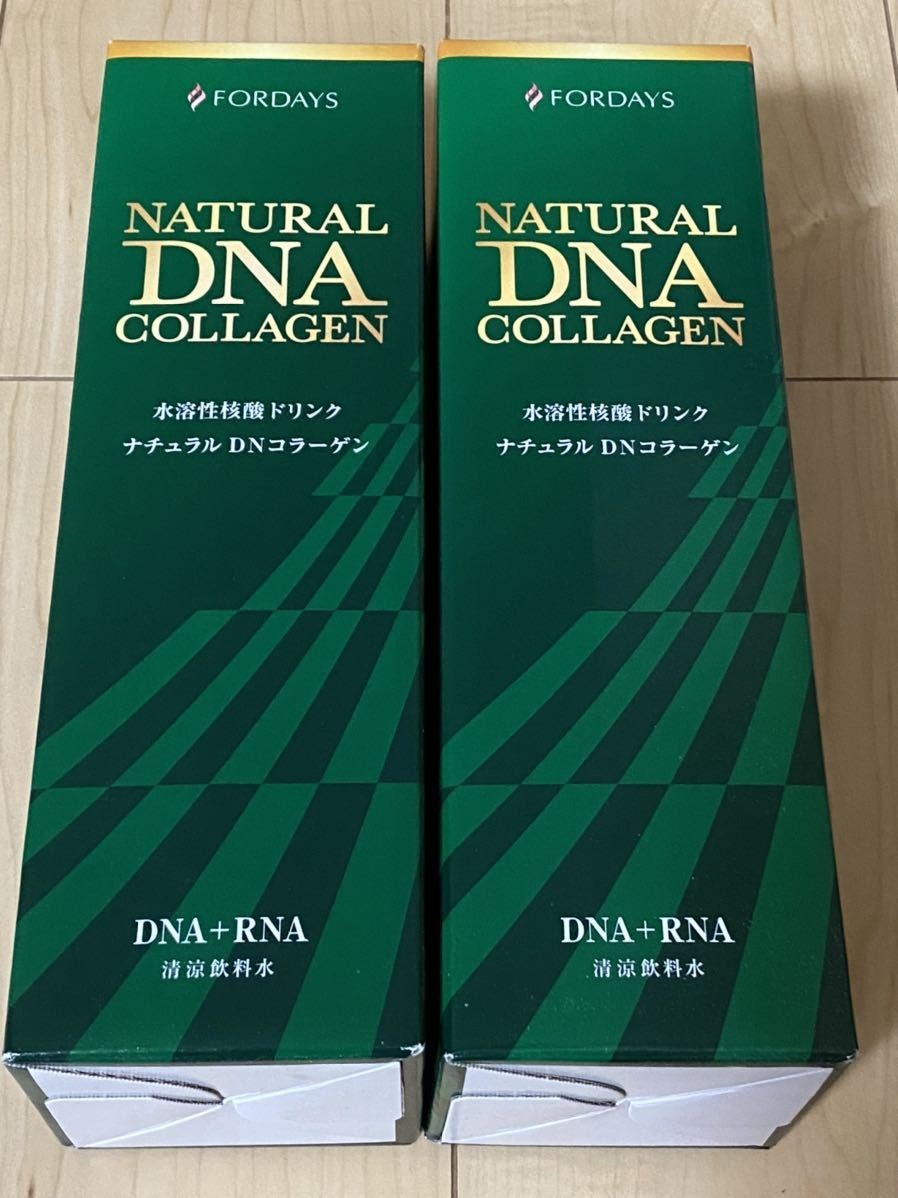 FORDAYS
NATURAL
DNA
COLLAGEN
水溶性核酸ドリンク
ナチュラル DNコラーゲン
DNA+RNA
清涼飲料水
FORDAYS
NATURAL
DNA
COLLAGEN
水溶性核酸ドリンク
ナチュラル DNコラーゲン
DNA+RNA
清涼飲料水